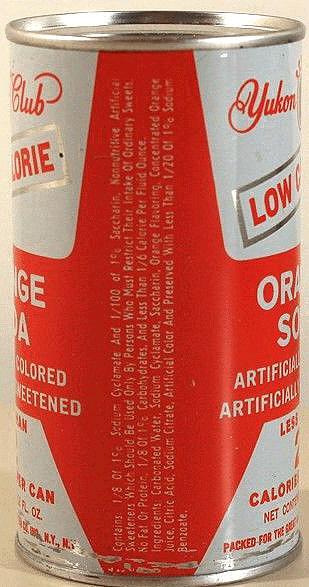 Club
ORIE
GE
DA
COLORED
WEETENED
AN
R CAN
FL. OZ.
N.Y., N.
Contains 1/8 Of 1% Sodium Cyclamate And 1/100 of 1% Saccharin, Nonnutritive Artificial
Sweeteners Which Should Be Used Only By Persons Who Must Restrict Their Intake Of Ordinary Sweets.
No Fat Or Protein, 1/8 Of 1% Carbohydrates, And Less Than 1/6 Calorie Per Fluid Ounce.
Ingredients: Carbonated Water, Sodium Cyclamate, Saccharin, Orange Flavoring, Concentrated Orange
Juice, Citric Acid, Sodium Citrate, Artificial Color And Preserved With Less Than 1/20 Of 1% Sodium
Benzoate.
Yukon
LOW C
ORA
SO
ARTIFICIAL
ARTIFICIALL
LESS
CALORIE
NET CONT
PACKED FOR THE GREA